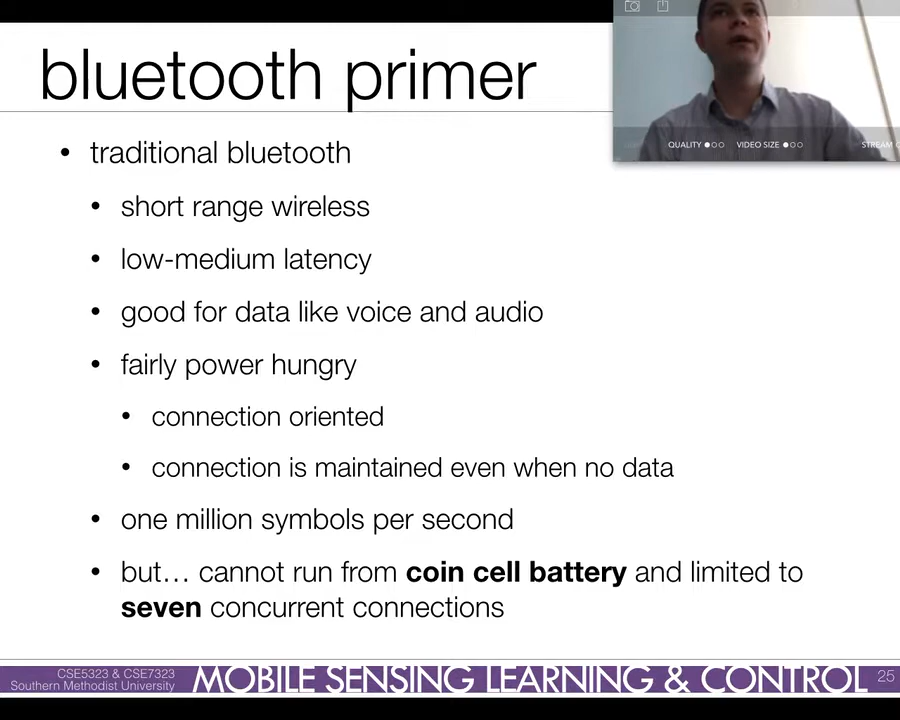 bluetooth primer
QUALITY
VIDEO SIZE
STREAM
• traditional bluetooth
• short range wireless
• low-medium latency
• good for data like voice and audio
• fairly power hungry
• connection oriented
• connection is maintained even when no data
• one million symbols per second
• but… cannot run from coin cell battery and limited to
seven concurrent connections
CSE5323 & CSE7323
Southern Methodist University
MOBILE SENSING LEARNING & CONTROL
25